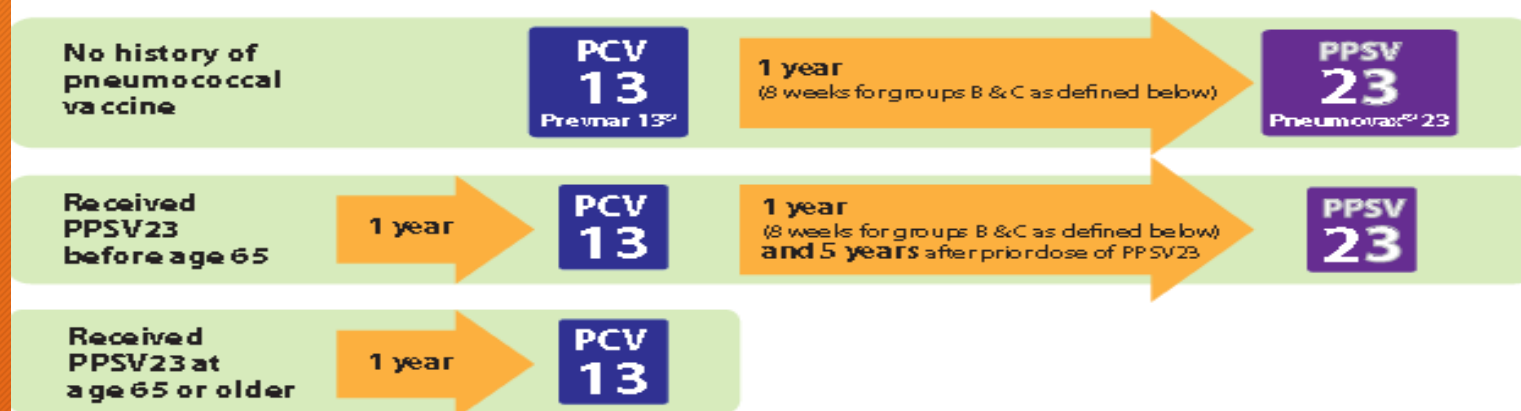 No history of
pneumococcal
vaccine
PCV
13
Prevnar 13®
1 year
(8 weeks for groups B & C as defined below)
PPSV
23
Pneumovax® 23
Received
PPSV23
before age 65
1 year
PCV
13
1 year
(8 weeks for groups B & C as defined below)
and 5 years after prior dose of PPSV23
PPSV
23
Received
PPSV23 at
age 65 or older
1 year
PCV
13